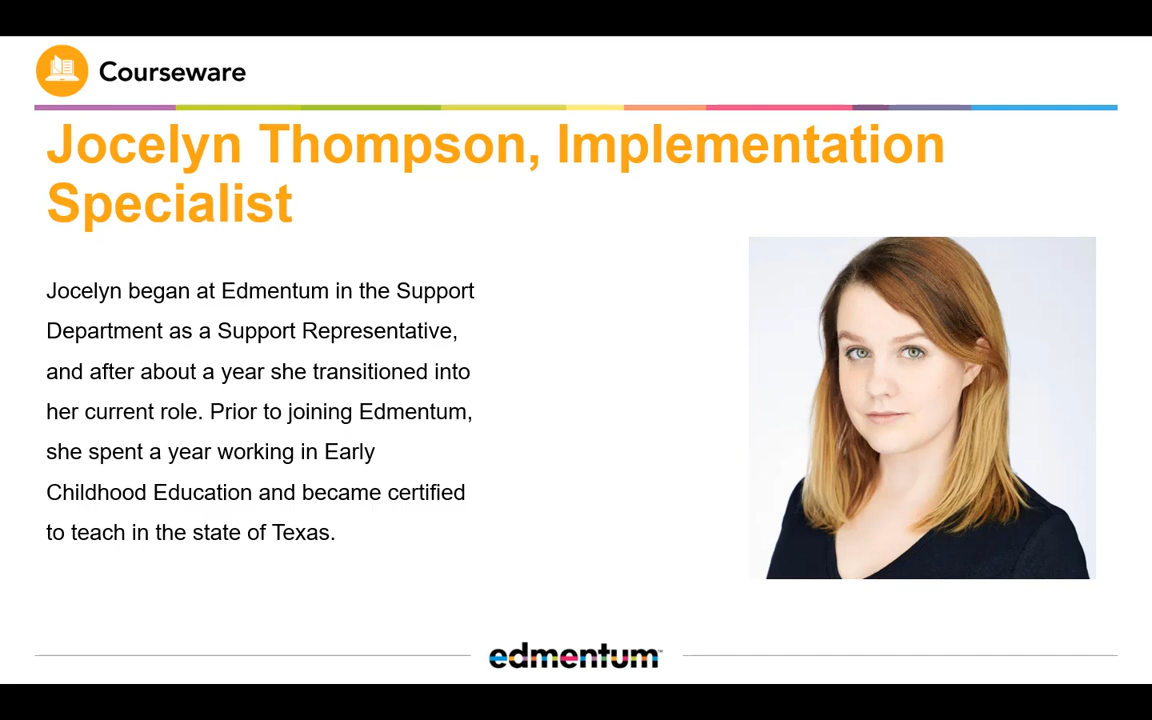 Courseware
Jocelyn Thompson, Implementation
Specialist
Jocelyn began at Edmentum in the Support
Department as a Support Representative,
and after about a year she transitioned into
her current role. Prior to joining Edmentum,
she spent a year working in Early
Childhood Education and became certified
to teach in the state of Texas.
edmentum™